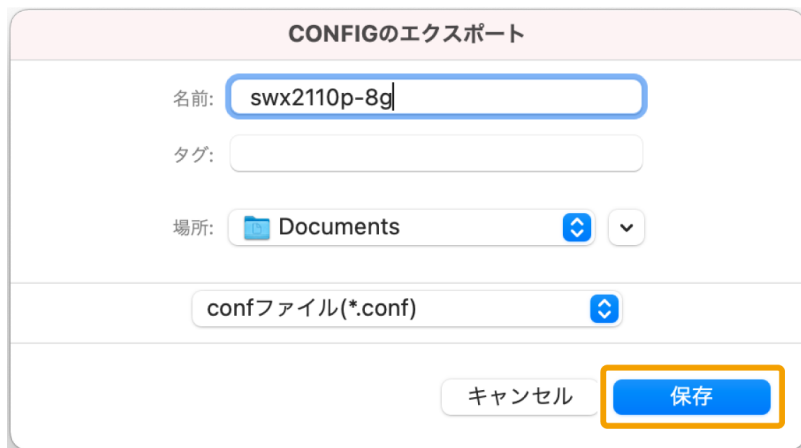 CONFIGのエクスポート
名前: swx2110p-8g
タグ:
場所: Documents
confファイル(*.conf)
キャンセル 保存